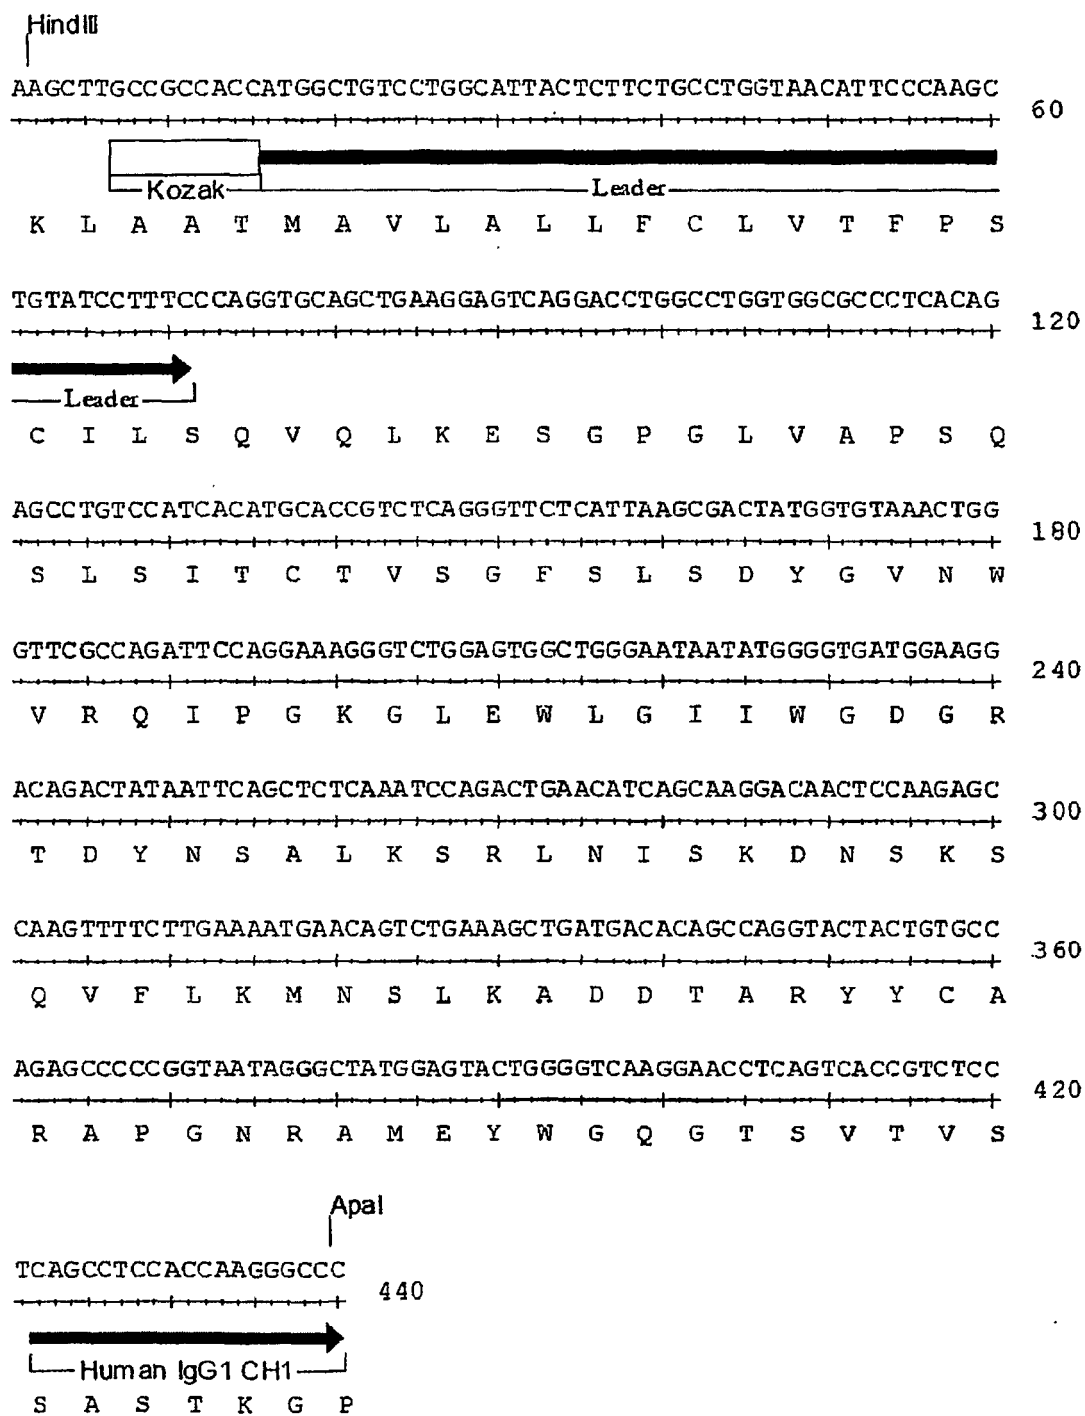 HindIII
AAGCTTGCCGCCACCATGGCTGTCCTGGCATTACTCTTCTGCCTGGTAACATTCCCAAGC
60
Kozak Leader
K L A A T M A V L A L L F C L V T F P S
TGTATCCTTTCCCAGGTGCAGCTGAAGGAGTCAGGACCTGGCCTGGTGGCGCCCTCACAG
120
Leader
C I L S Q V Q L K E S G P G L V A P S Q
AGCCTGTCCATCACATGCACCGTCTCAGGGTTCTCATTAAGCGACTATGGTGTAAACTGG
180
S L S I T C T V S G F S L S D Y G V N W
GTTCGCCAGATTCCAGGAAAGGGTCTGGAGTGGCTGGGAATAATATGGGGTGATGGAAGG
240
V R Q I P G K G L E W L G I I W G D G R
ACAGACTATAATTCAGCTCTCAAATCCAGACTGAACATCAGCAAGGACAACTCCAAGAGC
300
T D Y N S A L K S R L N I S K D N S K S
CAAGTTTTCTTGAAAATGAACAGTCTGAAAGCTGATGACACAGCCAGGTACTACTGTGCC
360
Q V F L K M N S L K A D D T A R Y Y C A
AGAGCCCCCGGTAATAGGGCTATGGAGTACTGGGGTCAAGGAACCTCAGTCACCGTCTCC
420
R A P G N R A M E Y W G Q G T S V T V S
ApaI
TCAGCCTCCACCAAGGGCCC
440
Human IgG1 CH1
S A S T K G P